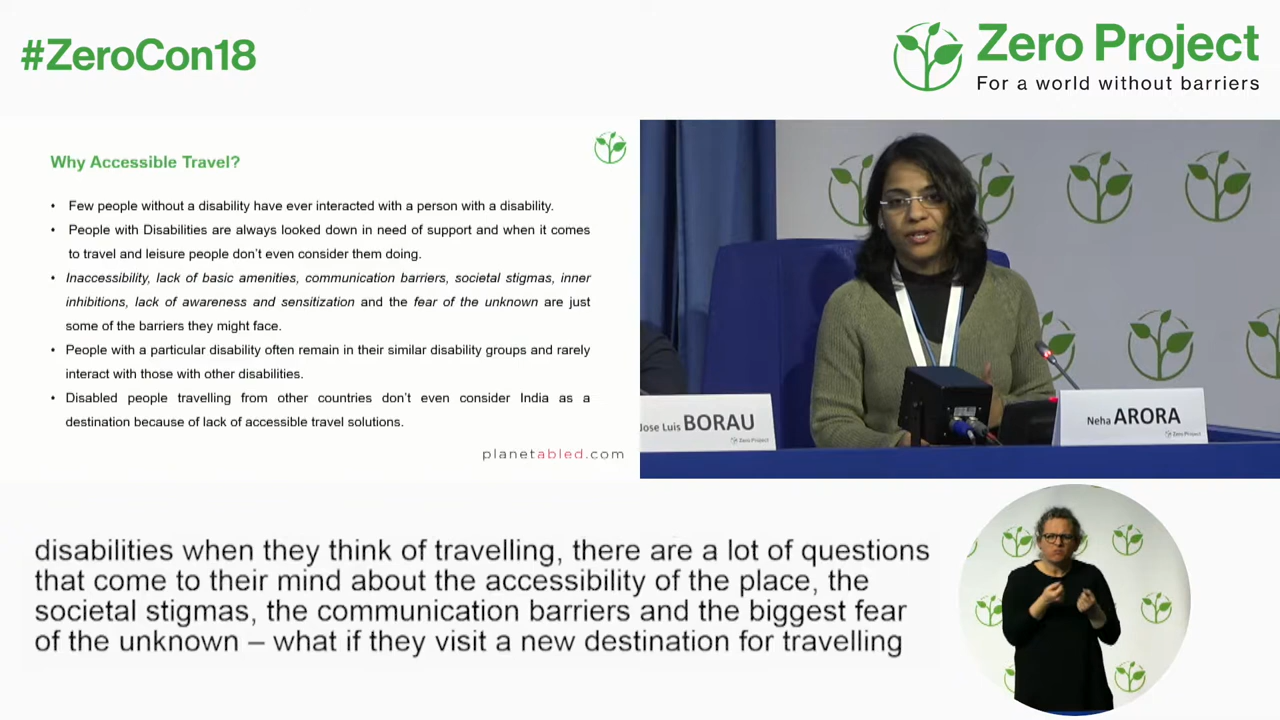 #ZeroCon18
Zero Project
For a world without barriers
Why Accessible Travel?
• Few people without a disability have ever interacted with a person with a disability.
• People with Disabilities are always looked down in need of support and when it comes
to travel and leisure people don't even consider them doing.
• Inaccessibility, lack of basic amenities, communication barriers, societal stigmas, inner
inhibitions, lack of awareness and sensitization and the fear of the unknown are just
some of the barriers they might face.
• People with a particular disability often remain in their similar disability groups and rarely
interact with those with other disabilities.
• Disabled people travelling from other countries don't even consider India as a
destination because of lack of accessible travel solutions.
planetabled.com
Jose Luis BORAU
Zero Project
Neha ARORA
Zero Project
disabilities when they think of travelling, there are a lot of questions
that come to their mind about the accessibility of the place, the
societal stigmas, the communication barriers and the biggest fear
of the unknown – what if they visit a new destination for travelling